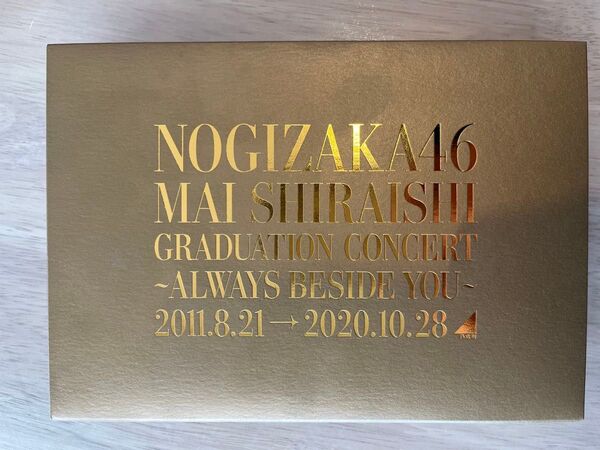 NOGIZAKA46
MAI SHIRAISHI
GRADUATION CONCERT
~ALWAYS BESIDE YOU~
2011.8.21→2020.10.28